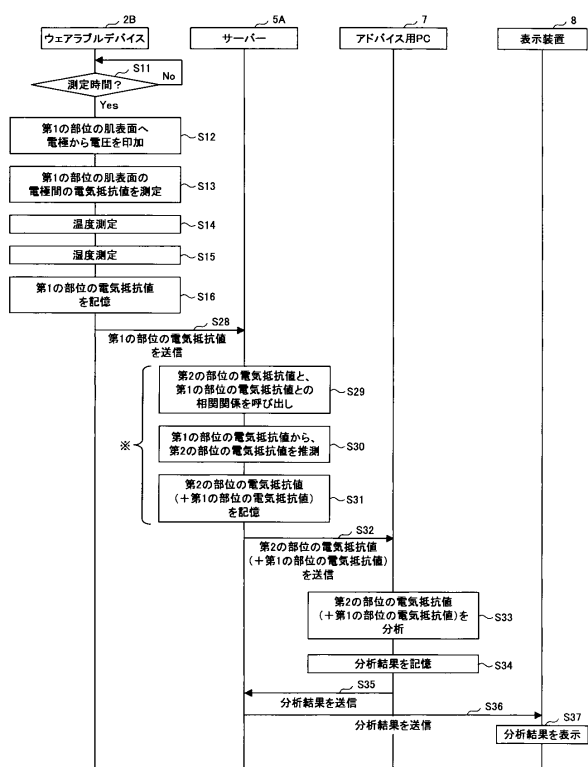 2B
ウェアラブルデバイス
5A
サーバー
7
アドバイス用PC
8
表示装置
S11
測定時間?
No
Yes
第1の部位の肌表面へ
電極から電圧を印加
S12
第1の部位の肌表面の
電極間の電気抵抗値を測定
S13
温度測定
S14
湿度測定
S15
第1の部位の電気抵抗値
を記憶
S16
S28
第1の部位の電気抵抗値
を送信
※
第2の部位の電気抵抗値と、
第1の部位の電気抵抗値との
相関関係を呼び出し
S29
第1の部位の電気抵抗値から、
第2の部位の電気抵抗値を推測
S30
第2の部位の電気抵抗値
(+第1の部位の電気抵抗値)
を記憶
S31
S32
第2の部位の電気抵抗値
(+第1の部位の電気抵抗値)
を送信
第2の部位の電気抵抗値
(+第1の部位の電気抵抗値)を
分析
S33
分析結果を記憶
S34
S35
分析結果を送信
S36
分析結果を送信
S37
分析結果を表示